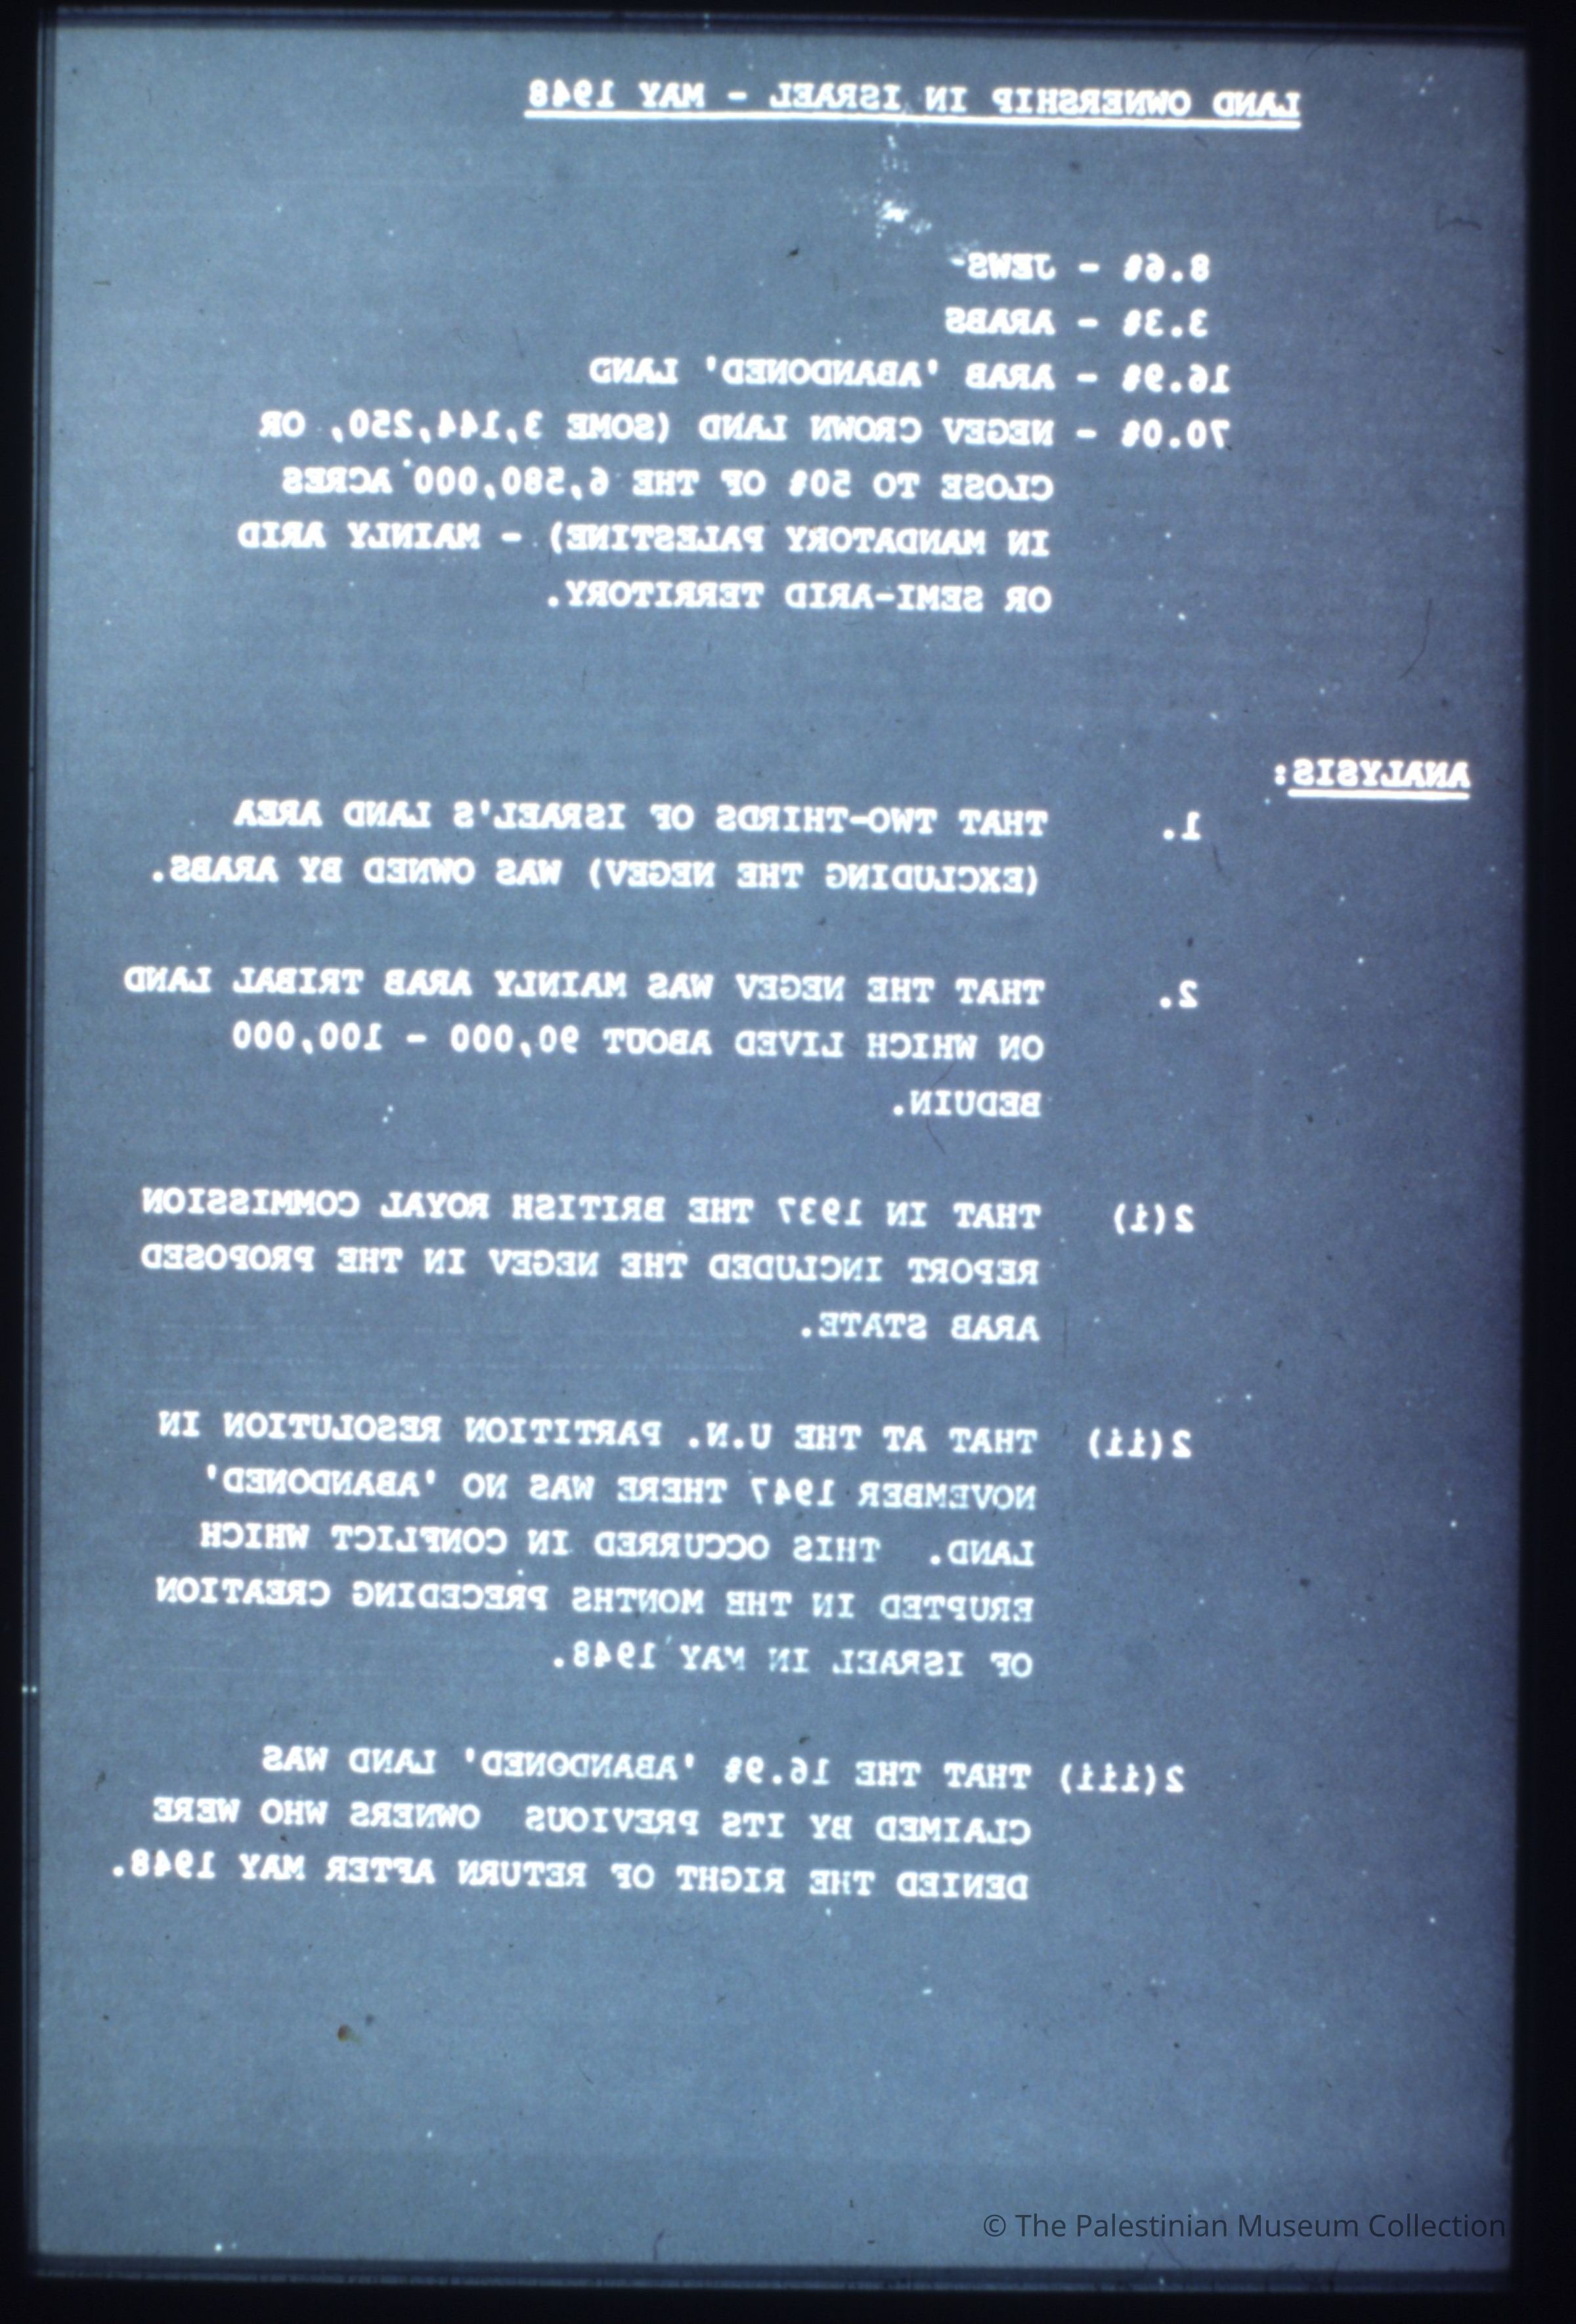 LAND OWNERSHIP IN ISRAEL - MAY 1948
8.6% - JEWS
3.3% - ARABS
16.9% - ARAB 'ABANDONED' LAND
70.0% - NEGEV CROWN LAND (SOME 3,144,250, OR
CLOSE TO 50% OF THE 6,580,000 ACRES
IN MANDATORY PALESTINE) - MAINLY ARID
OR SEMI-ARID TERRITORY.
ANALYSIS:
1. THAT TWO-THIRDS OF ISRAEL'S LAND AREA
(EXCLUDING THE NEGEV) WAS OWNED BY ARABS.
2. THAT THE NEGEV WAS MAINLY ARAB TRIBAL LAND
ON WHICH LIVED ABOUT 90,000 - 100,000
BEDUIN.
2(i) THAT IN 1937 THE BRITISH ROYAL COMMISSION
REPORT INCLUDED THE NEGEV IN THE PROPOSED
ARAB STATE.
2(ii) THAT AT THE U.N. PARTITION RESOLUTION IN
NOVEMBER 1947 THERE WAS NO 'ABANDONED'
LAND. THIS OCCURRED IN CONFLICT WHICH
ERUPTED IN THE MONTHS PRECEDING CREATION
OF ISRAEL IN MAY 1948.
2(iii) THAT THE 16.9% 'ABANDONED' LAND WAS
CLAIMED BY ITS PREVIOUS OWNERS WHO WERE
DENIED THE RIGHT OF RETURN AFTER MAY 1948.
© The Palestinian Museum Collection